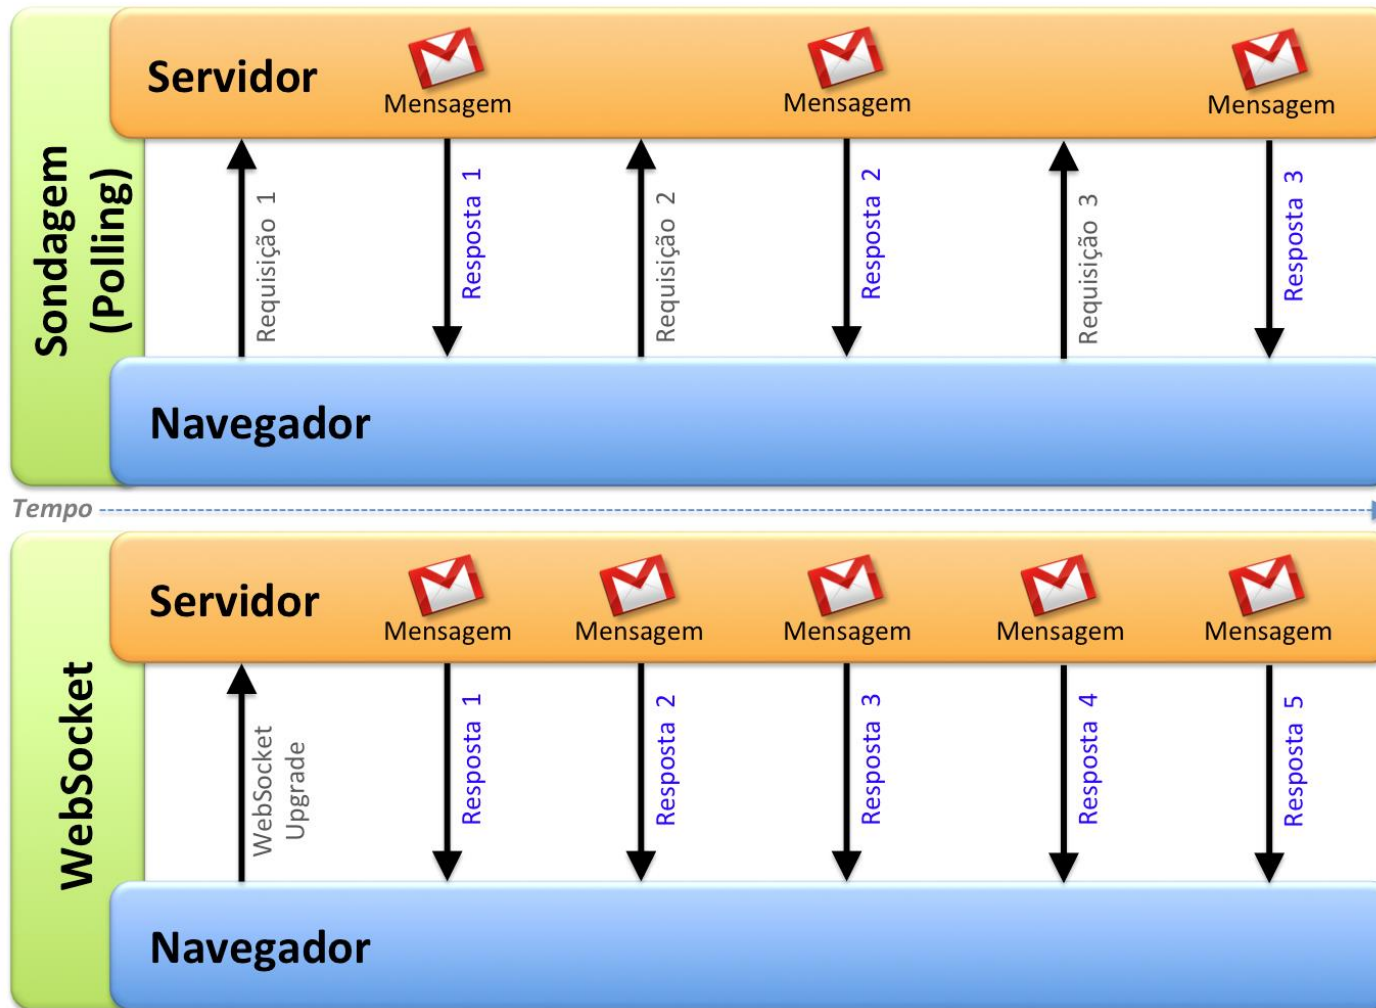 Sondagem
(Polling)
Servidor
Mensagem
Mensagem
Mensagem
Requisição 1
Resposta 1
Requisição 2
Resposta 2
Requisição 3
Resposta 3
Navegador
Tempo
WebSocket
Servidor
Mensagem
Mensagem
Mensagem
Mensagem
Mensagem
WebSocket
Upgrade
Resposta 1
Resposta 2
Resposta 3
Resposta 4
Resposta 5
Navegador